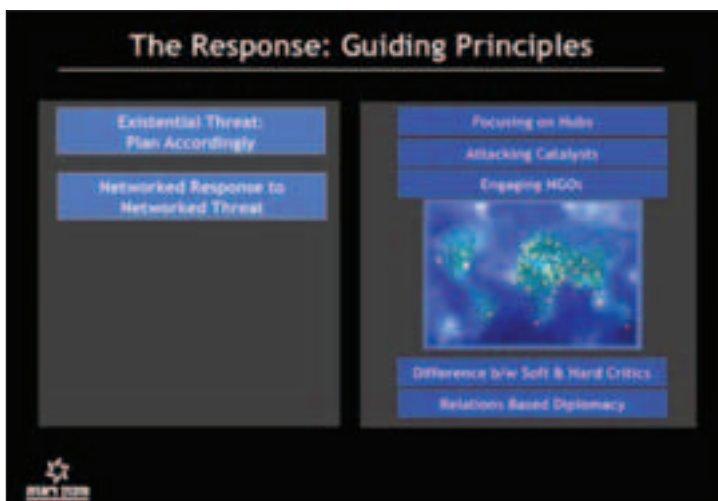 The Response: Guiding Principles
Existential Threat:
Plan Accordingly
Networked Response to
Networked Threat
Focusing on Hubs
Attacking Catalysts
Engaging NGOs
Difference b/w Soft & Hard Critics
Relations Based Diplomacy